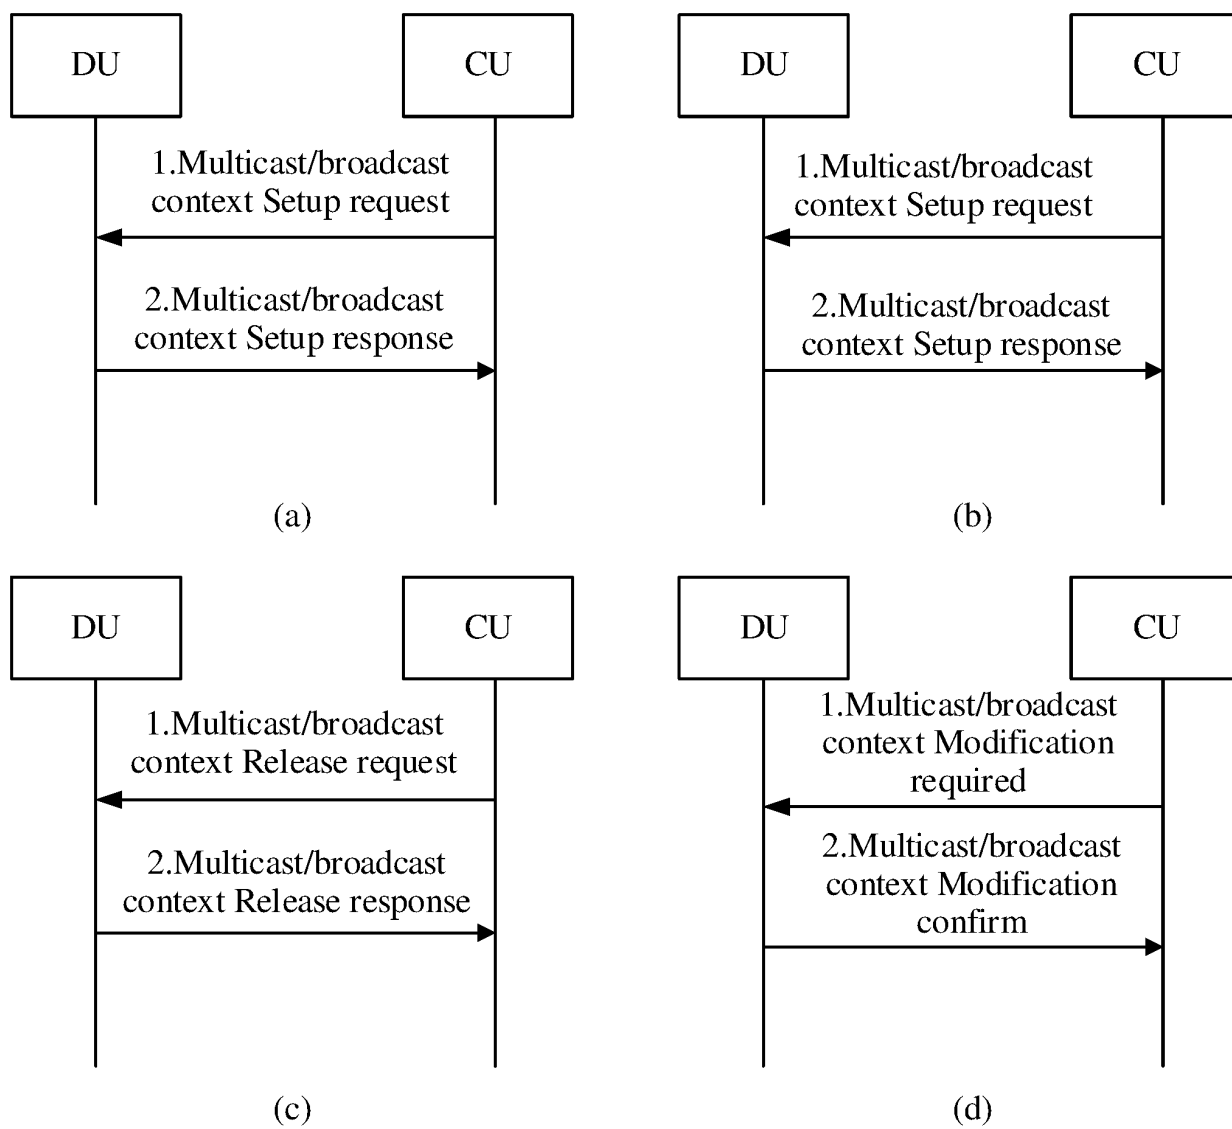 DU
CU
1.Multicast/broadcast
context Setup request
2.Multicast/broadcast
context Setup response
(a)
DU
CU
1.Multicast/broadcast
context Setup request
2.Multicast/broadcast
context Setup response
(b)
DU
CU
1.Multicast/broadcast
context Release request
2.Multicast/broadcast
context Release response
(c)
DU
CU
1.Multicast/broadcast
context Modification
required
2.Multicast/broadcast
context Modification
confirm
(d)